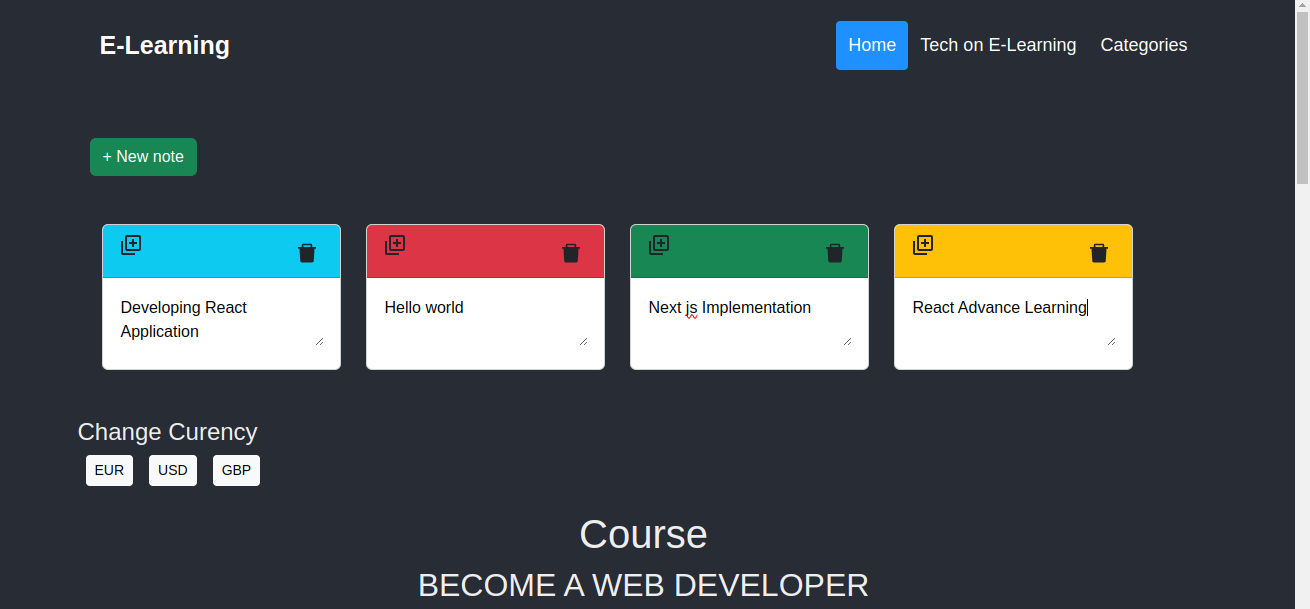 E-Learning
Home Tech on E-Learning Categories
+ New note
Developing React
Application
Hello world
Next js Implementation
React Advance Learning
Change Curency
EUR USD GBP
Course
BECOME A WEB DEVELOPER